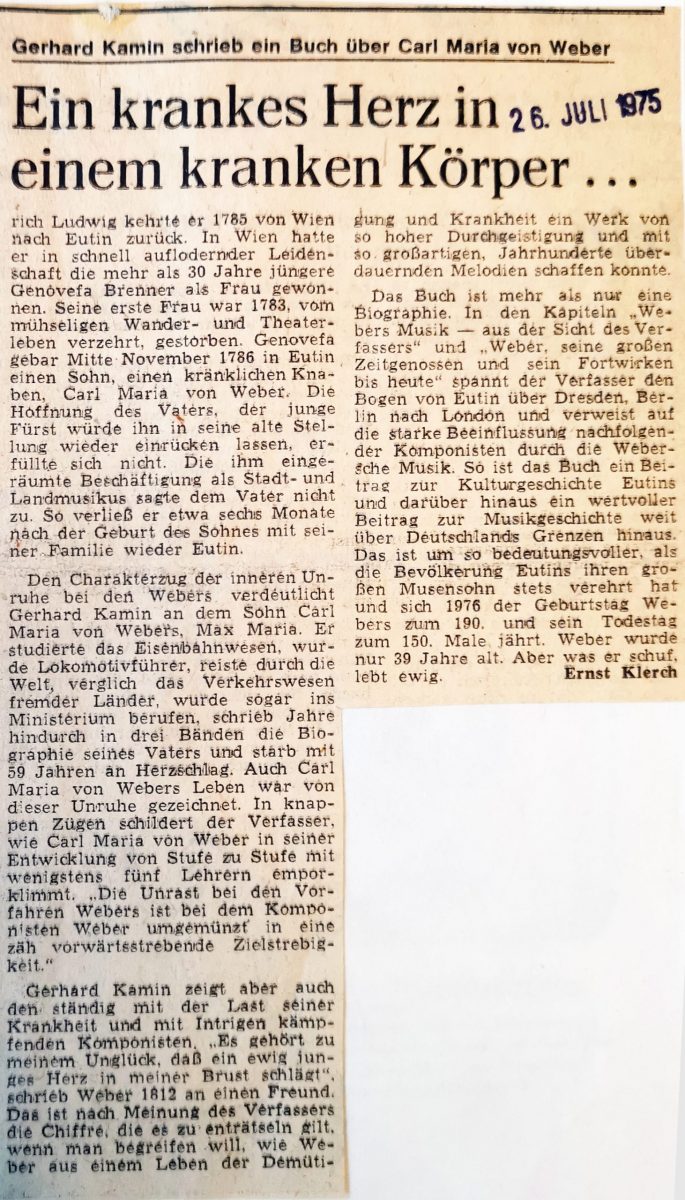 Gerhard Kamin schrieb ein Buch über Carl Maria von Weber
Ein krankes Herz in
26. JULI 1975
einem kranken Körper ...
rich Ludwig kehrte er 1785 von Wien
nach Eutin zurück. In Wien hatte
er in schnell auflodernder Leiden-
schaft die mehr als 30 Jahre jüngere
Genovefa Brenner als Frau gewon-
nen. Seine erste Frau war 1783, vom
mühseligen Wander- und Theater-
leben verzehrt, gestorben. Genovefa
gebar Mitte November 1786 in Eutin
einen Sohn, einen kränklichen Kna-
ben, Carl Maria von Weber. Die
Hoffnung des Vaters, der junge
Fürst würde ihn in seine alte Stel-
lung wieder einrücken lassen, er-
füllte sich nicht. Die ihm einge-
räumte Beschäftigung als Stadt- und
Landmusikus sagte dem Vater nicht
zu. So verließ er etwa sechs Monate
nach der Geburt des Sohnes mit sei-
ner Familie wieder Eutin.
Den Charakterzug der inneren Un-
ruhe bei den Webers verdeutlicht
Gerhard Kamin an dem Sohn Carl
Maria von Webers, Max Maria. Er
studierte das Eisenbahnwesen, wur-
de Lokomotivführer, reiste durch die
Welt, verglich das Verkehrswesen
fremder Länder, wurde sogar ins
Ministerium berufen, schrieb Jahre
hindurch in drei Bänden die Bio-
graphie seines Vaters und starb mit
59 Jahren an Herzschlag. Auch Carl
Maria von Webers Leben war von
dieser Unruhe gezeichnet. In knap-
pen Zügen schildert der Verfasser,
wie Carl Maria von Weber in seiner
Entwicklung von Stufe zu Stufe mit
wenigstens fünf Lehrern empor-
klimmt. „Die Unrast bei den Vor-
fahren Webers ist bei dem Kompo-
nisten Weber umgemünzt in eine
zäh vorwärtsstrebende Zielstrebig-
keit."
Gerhard Kamin zeigt aber auch
den ständig mit der Last seiner
Krankheit und mit Intrigen kämp-
fenden Komponisten. „Es gehört zu
meinem Unglück, daß ein ewig jun-
ges Herz in meiner Brust schlägt",
schrieb Weber 1812 an einen Freund.
Das ist nach Meinung des Verfassers
die Chiffre, die es zu enträtseln gilt,
wenn man begreifen will, wie We-
ber aus einem Leben der Demüti-
gung und Krankheit ein Werk von
so hoher Durchgeistigung und mit
so großartigen, Jahrhunderte über-
dauernden Melodien schaffen konnte.
Das Buch ist mehr als nur eine
Biographie. In den Kapiteln „We-
bers Musik — aus der Sicht des Ver-
fassers" und „Weber, seine großen
Zeitgenossen und sein Fortwirken
bis heute" spannt der Verfasser den
Bogen von Eutin über Dresden, Ber-
lin nach London und verweist auf
die starke Beeinflussung nachfolgen-
der Komponisten durch die Weber-
sche Musik. So ist das Buch ein Bei-
trag zur Kulturgeschichte Eutins
und darüber hinaus ein wertvoller
Beitrag zur Musikgeschichte weit
über Deutschlands Grenzen hinaus.
Das ist um so bedeutungsvoller, als
die Bevölkerung Eutins ihren gro-
ßen Musensohn stets verehrt hat
und sich 1976 der Geburtstag We-
bers zum 190. und sein Todestag
zum 150. Male jährt. Weber wurde
nur 39 Jahre alt. Aber was er schuf,
lebt ewig. Ernst Klerch